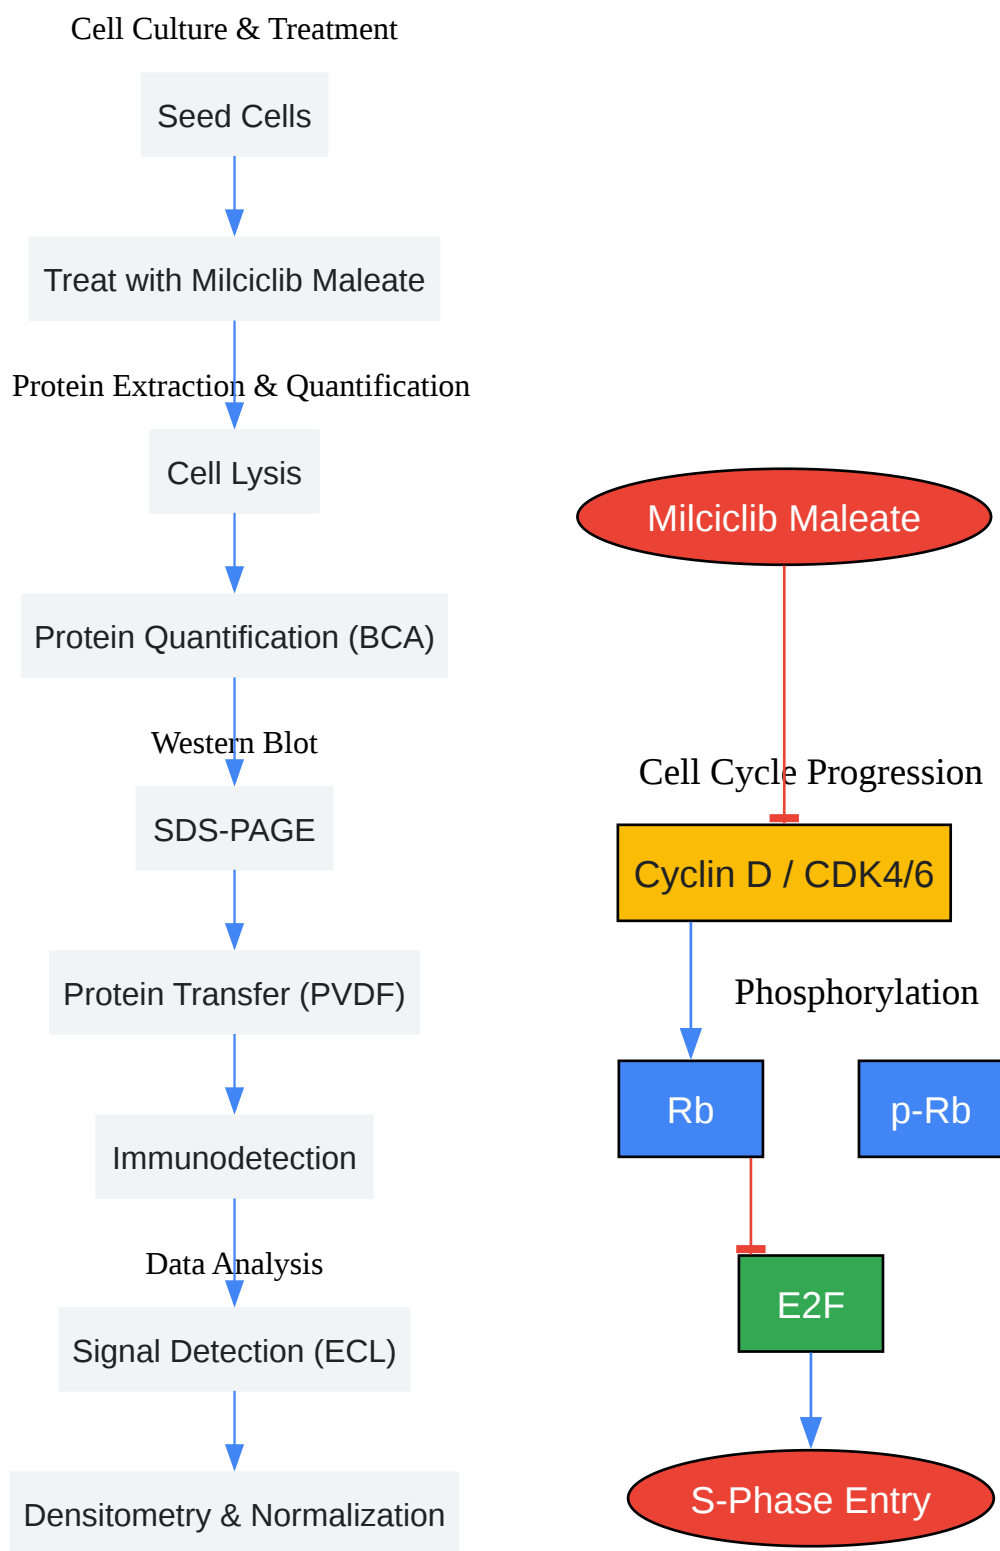 Cell Culture & Treatment
Seed Cells
Treat with Milciclib Maleate
Protein Extraction & Quantification
Cell Lysis
Protein Quantification (BCA)
Western Blot
SDS-PAGE
Protein Transfer (PVDF)
Immunodetection
Data Analysis
Signal Detection (ECL)
Densitometry & Normalization
Milciclib Maleate
Cell Cycle Progression
Cyclin D / CDK4/6
Phosphorylation
Rb
p-Rb
E2F
S-Phase Entry